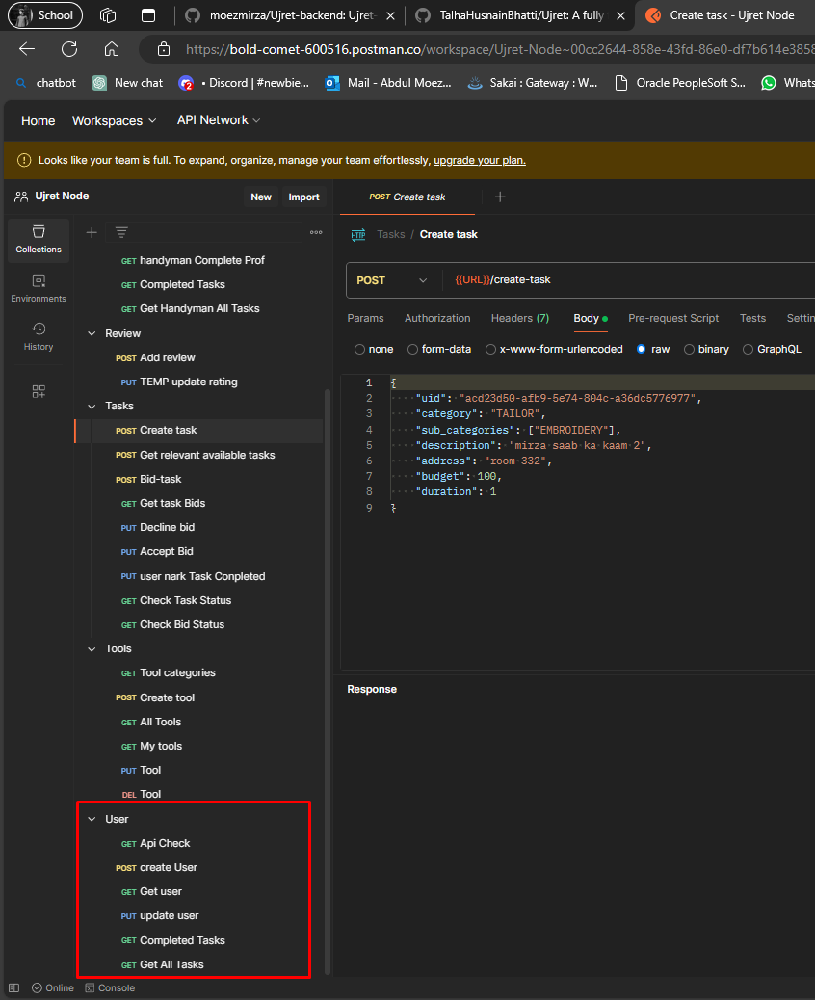 School
moezmirza/Ujret-backend: Ujret-
TalhaHusnainBhatti/Ujret: A fully
Create task - Ujret Node
https://bold-comet-600516.postman.co/workspace/Ujret-Node~00cc2644-858e-43fd-86e0-df7b614e3858
chatbot
New chat
• Discord | #newbie...
Mail - Abdul Moez...
Sakai : Gateway : W...
Oracle PeopleSoft S...
Whats
Home
Workspaces
API Network
Looks like your team is full. To expand, organize, manage your team effortlessly, upgrade your plan.
Ujret Node
New
Import
POST Create task
Collections
Environments
History
GET handyman Complete Prof
GET Completed Tasks
GET Get Handyman All Tasks
Review
POST Add review
PUT TEMP update rating
Tasks
POST Create task
POST Get relevant available tasks
POST Bid-task
GET Get task Bids
PUT Decline bid
PUT Accept Bid
PUT user nark Task Conpleted
GET Check Task Status
GET Check Bid Status
Tools
GET Tool categories
POST Create tool
GET All Tools
GET My tools
PUT Tool
DEL Tool
User
GET Api Check
POST create User
GET Get user
PUT update user
GET Completed Tasks
GET Get All Tasks
HTTP Tasks / Create task
POST {{URL}}/create-task
Params Authorization Headers (7) Body Pre-request Script Tests Settin
none form-data x-www-form-urlencoded raw binary GraphQL
1 {
2 "uid": "acd23d50-afb9-5e74-804c-a36dc5776977",
3 "category": "TAILOR",
4 "sub_categories": ["EMBROIDERY"],
5 "description": "mirza saab ka kaam 2",
6 "address": "room 332",
7 "budget": 100,
8 "duration": 1
9 }
Response
Online
Console